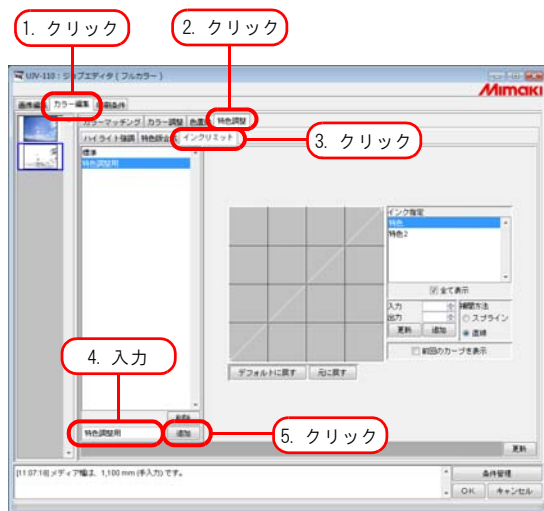 1. クリック
2. クリック
UJV-110 : ジョブエディタ ( フルカラー )
Mimaki
画像編集 カラー編集 印刷条件
カラーマッチング カラー調整 色置換 特色調整
ハイライト強調 インクリミット
3. クリック
標準
特色調整用
インク指定
特色
特色2
全て表示
入力
出力
補間方法
スプライン
直線
更新 追加
前回のカーブを表示
デフォルトに戻す 元に戻す
4. 入力
削除
特色調整用 追加
5. クリック
更新
[11:07:18] メディア幅は、1,100 mm (手入力) です。
条件管理
OK キャンセル